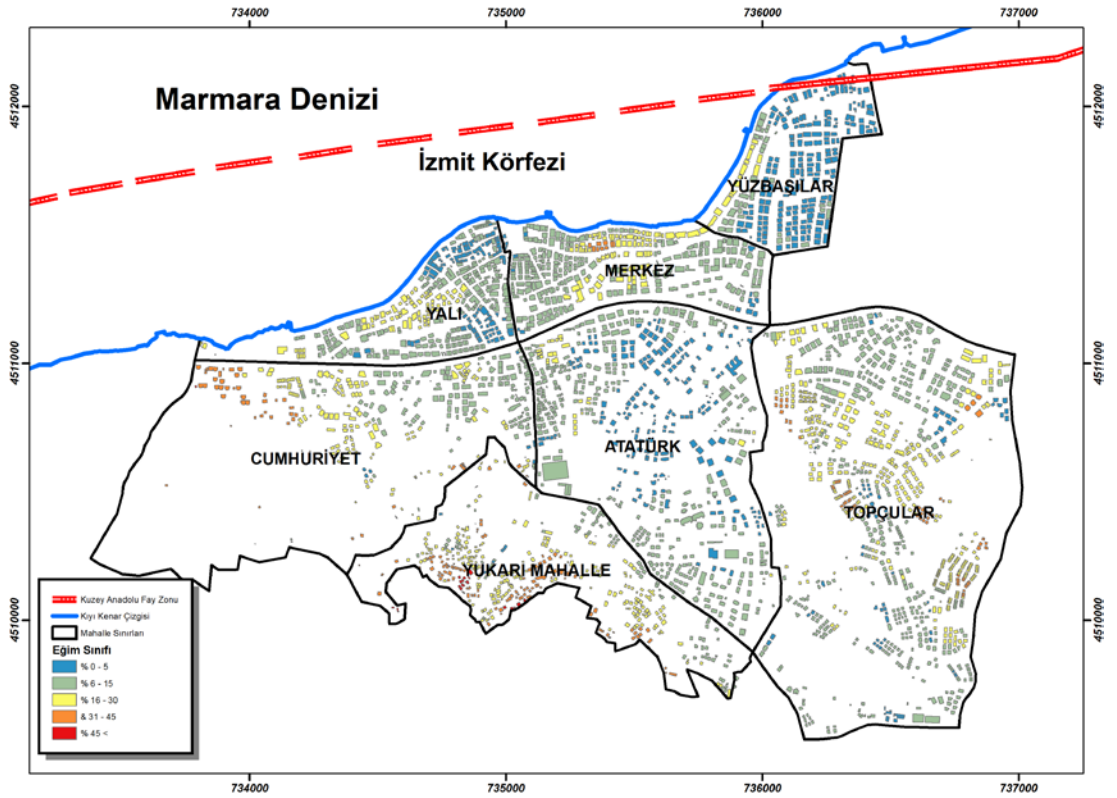 734000 735000 736000 737000
4512000 4512000
Marmara Denizi
İzmit Körfezi
YÜZBAŞILAR
MERKEZ
YALI
4511000 4511000
ATATÜRK
CUMHURİYET
TOPÇULAR
YUKARI MAHALLE
4510000 4510000
Kuzey Anadolu Fay Zonu
Kıyı Kenar Çizgisi
Mahalle Sınırları
Eğim Sınıfı
% 0 - 5
% 6 - 15
% 16 - 30
& 31 - 45
% 45 <
734000 735000 736000 737000